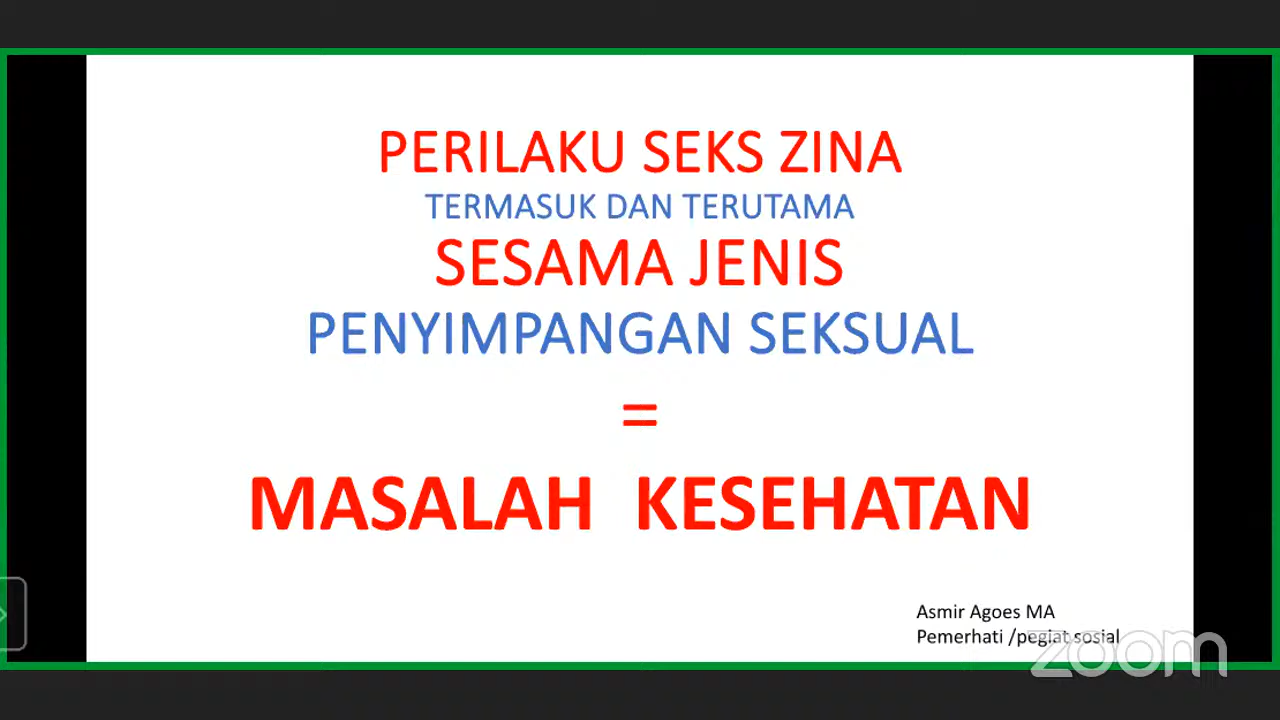 PERILAKU SEKS ZINA
TERMASUK DAN TERUTAMA
SESAMA JENIS
PENYIMPANGAN SEKSUAL
=
MASALAH KESEHATAN
Asmir Agoes MA
Pemerhati /pegiat sosial
zoom